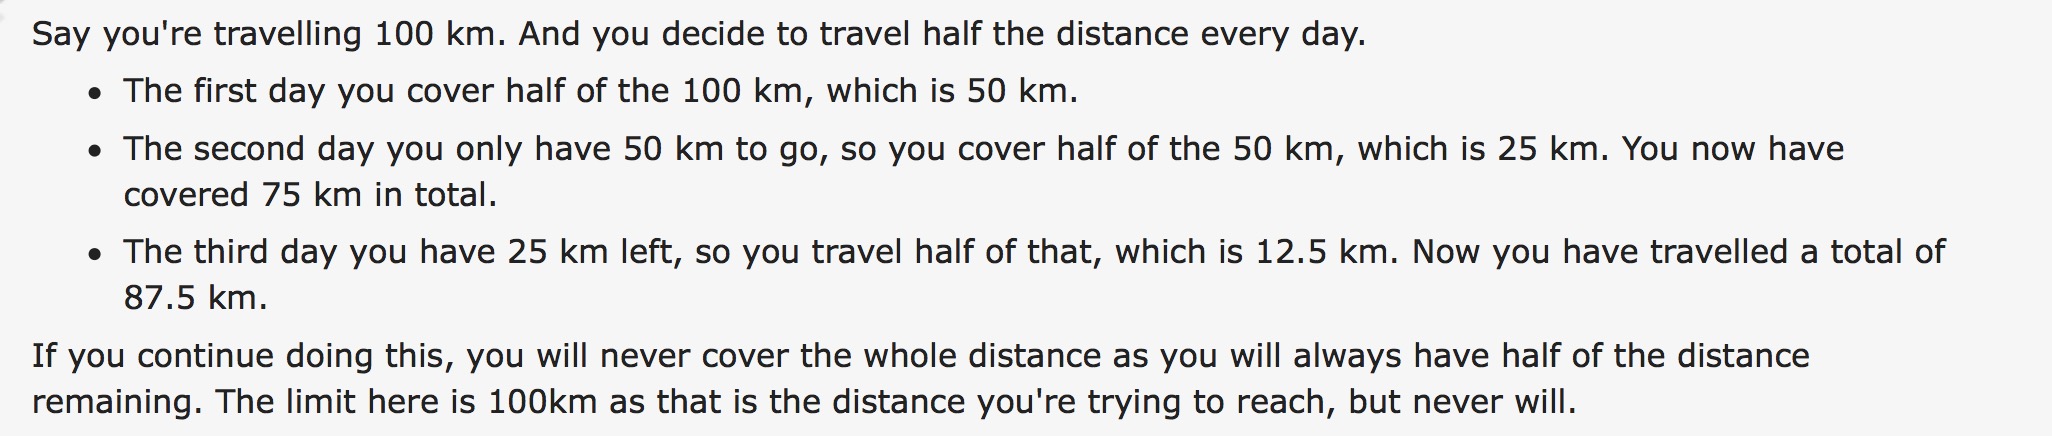 Say you're travelling 100 km. And you decide to travel half the distance every day.
• The first day you cover half of the 100 km, which is 50 km.
• The second day you only have 50 km to go, so you cover half of the 50 km, which is 25 km. You now have
covered 75 km in total.
• The third day you have 25 km left, so you travel half of that, which is 12.5 km. Now you have travelled a total of
87.5 km.
If you continue doing this, you will never cover the whole distance as you will always have half of the distance
remaining. The limit here is 100km as that is the distance you're trying to reach, but never will.